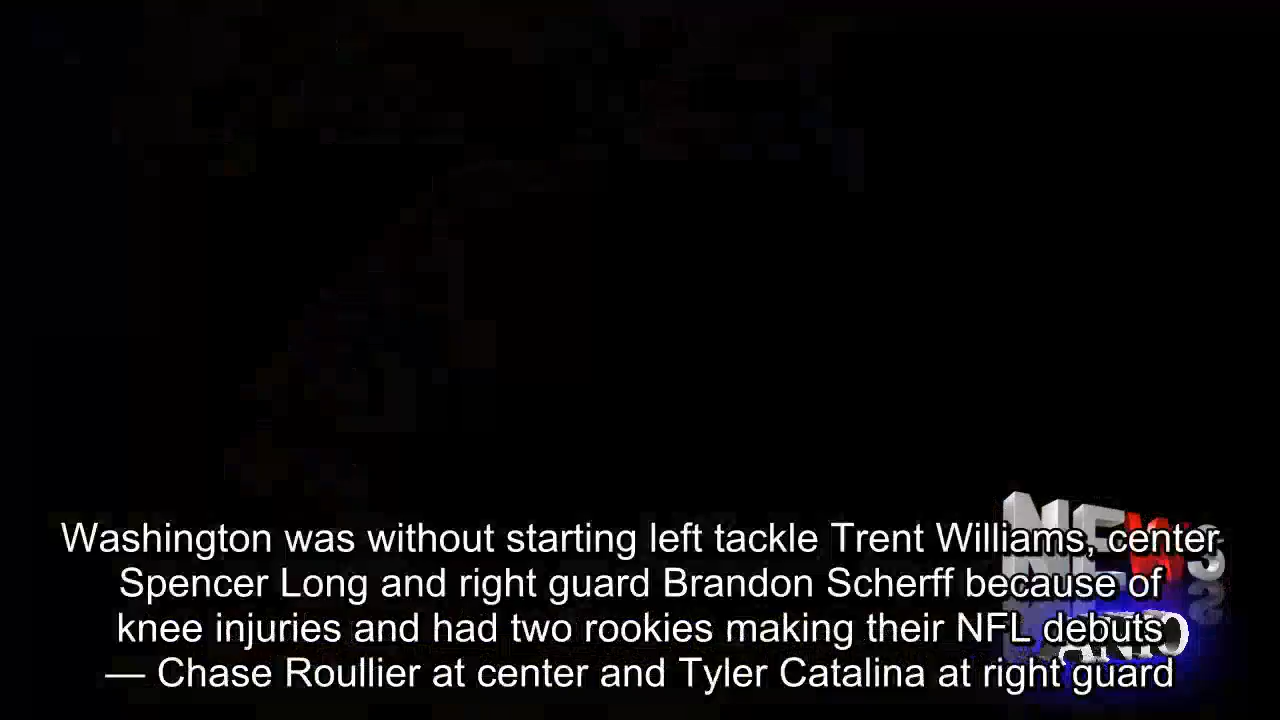 Washington was without starting left tackle Trent Williams, center
Spencer Long and right guard Brandon Scherff because of
knee injuries and had two rookies making their NFL debuts
— Chase Roullier at center and Tyler Catalina at right guard
NEWS